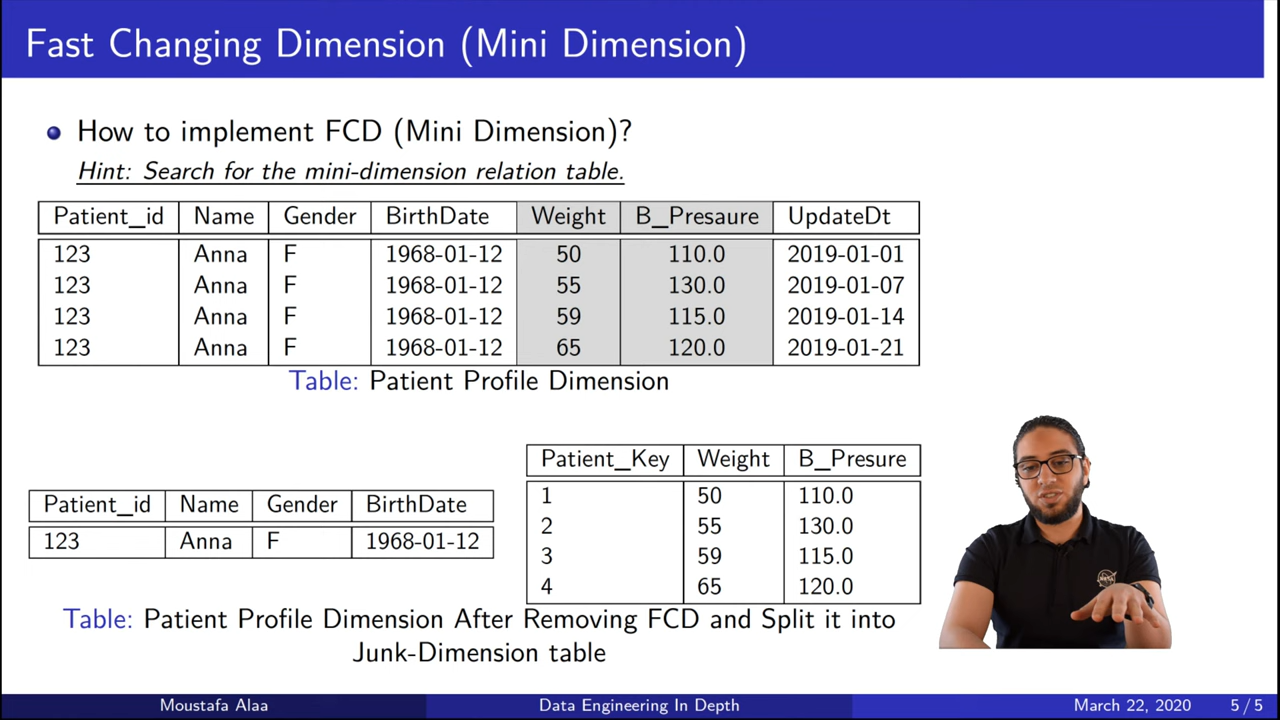 Fast Changing Dimension (Mini Dimension)
How to implement FCD (Mini Dimension)?
Hint: Search for the mini-dimension relation table.
Patient_id Name Gender BirthDate Weight B_Presaure UpdateDt
123 Anna F 1968-01-12 50 110.0 2019-01-01
123 Anna F 1968-01-12 55 130.0 2019-01-07
123 Anna F 1968-01-12 59 115.0 2019-01-14
123 Anna F 1968-01-12 65 120.0 2019-01-21
Table: Patient Profile Dimension
Patient_id Name Gender BirthDate
123 Anna F 1968-01-12
Patient_Key Weight B_Presure
1 50 110.0
2 55 130.0
3 59 115.0
4 65 120.0
Table: Patient Profile Dimension After Removing FCD and Split it into
Junk-Dimension table
NASA
Moustafa Alaa Data Engineering In Depth March 22, 2020 5 / 5